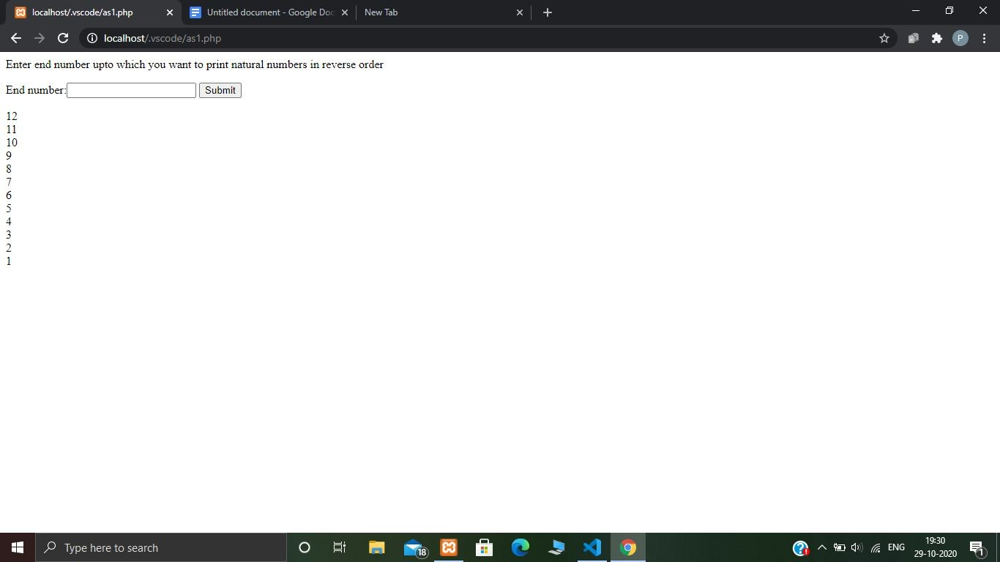 localhost/.vscode/as1.php
Untitled document - Google Doc
New Tab
localhost/.vscode/as1.php
P
Enter end number upto which you want to print natural numbers in reverse order
End number: Submit
12
11
10
9
8
7
6
5
4
3
2
1
Type here to search
18
ENG
19:30
29-10-2020
1